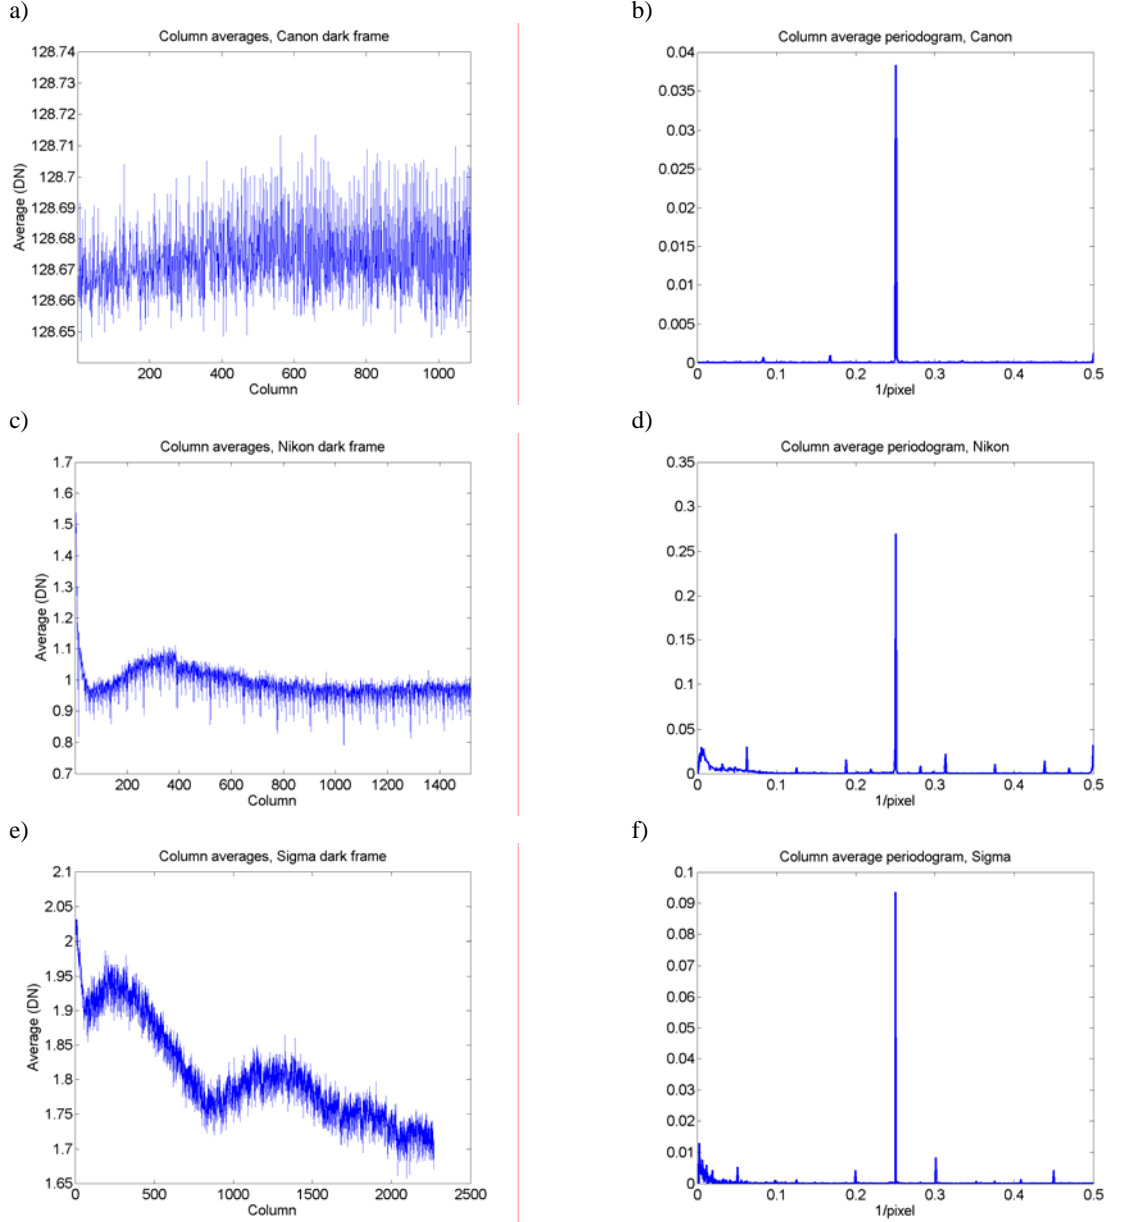 a)
Column averages, Canon dark frame
128.74
128.73
128.72
128.71
128.7
128.69
128.68
128.67
128.66
128.65
Average (DN)
200 400 600 800 1000
Column
b)
Column average periodogram, Canon
0.04
0.035
0.03
0.025
0.02
0.015
0.01
0.005
0
0 0.1 0.2 0.3 0.4 0.5
1/pixel
c)
Column averages, Nikon dark frame
1.7
1.6
1.5
1.4
1.3
1.2
1.1
1
0.9
0.8
0.7
Average (DN)
200 400 600 800 1000 1200 1400
Column
d)
Column average periodogram, Nikon
0.35
0.3
0.25
0.2
0.15
0.1
0.05
0
0 0.1 0.2 0.3 0.4 0.5
1/pixel
e)
Column averages, Sigma dark frame
2.1
2.05
2
1.95
1.9
1.85
1.8
1.75
1.7
1.65
Average (DN)
0 500 1000 1500 2000 2500
Column
f)
Column average periodogram, Sigma
0.1
0.09
0.08
0.07
0.06
0.05
0.04
0.03
0.02
0.01
0
0 0.1 0.2 0.3 0.4 0.5
1/pixel